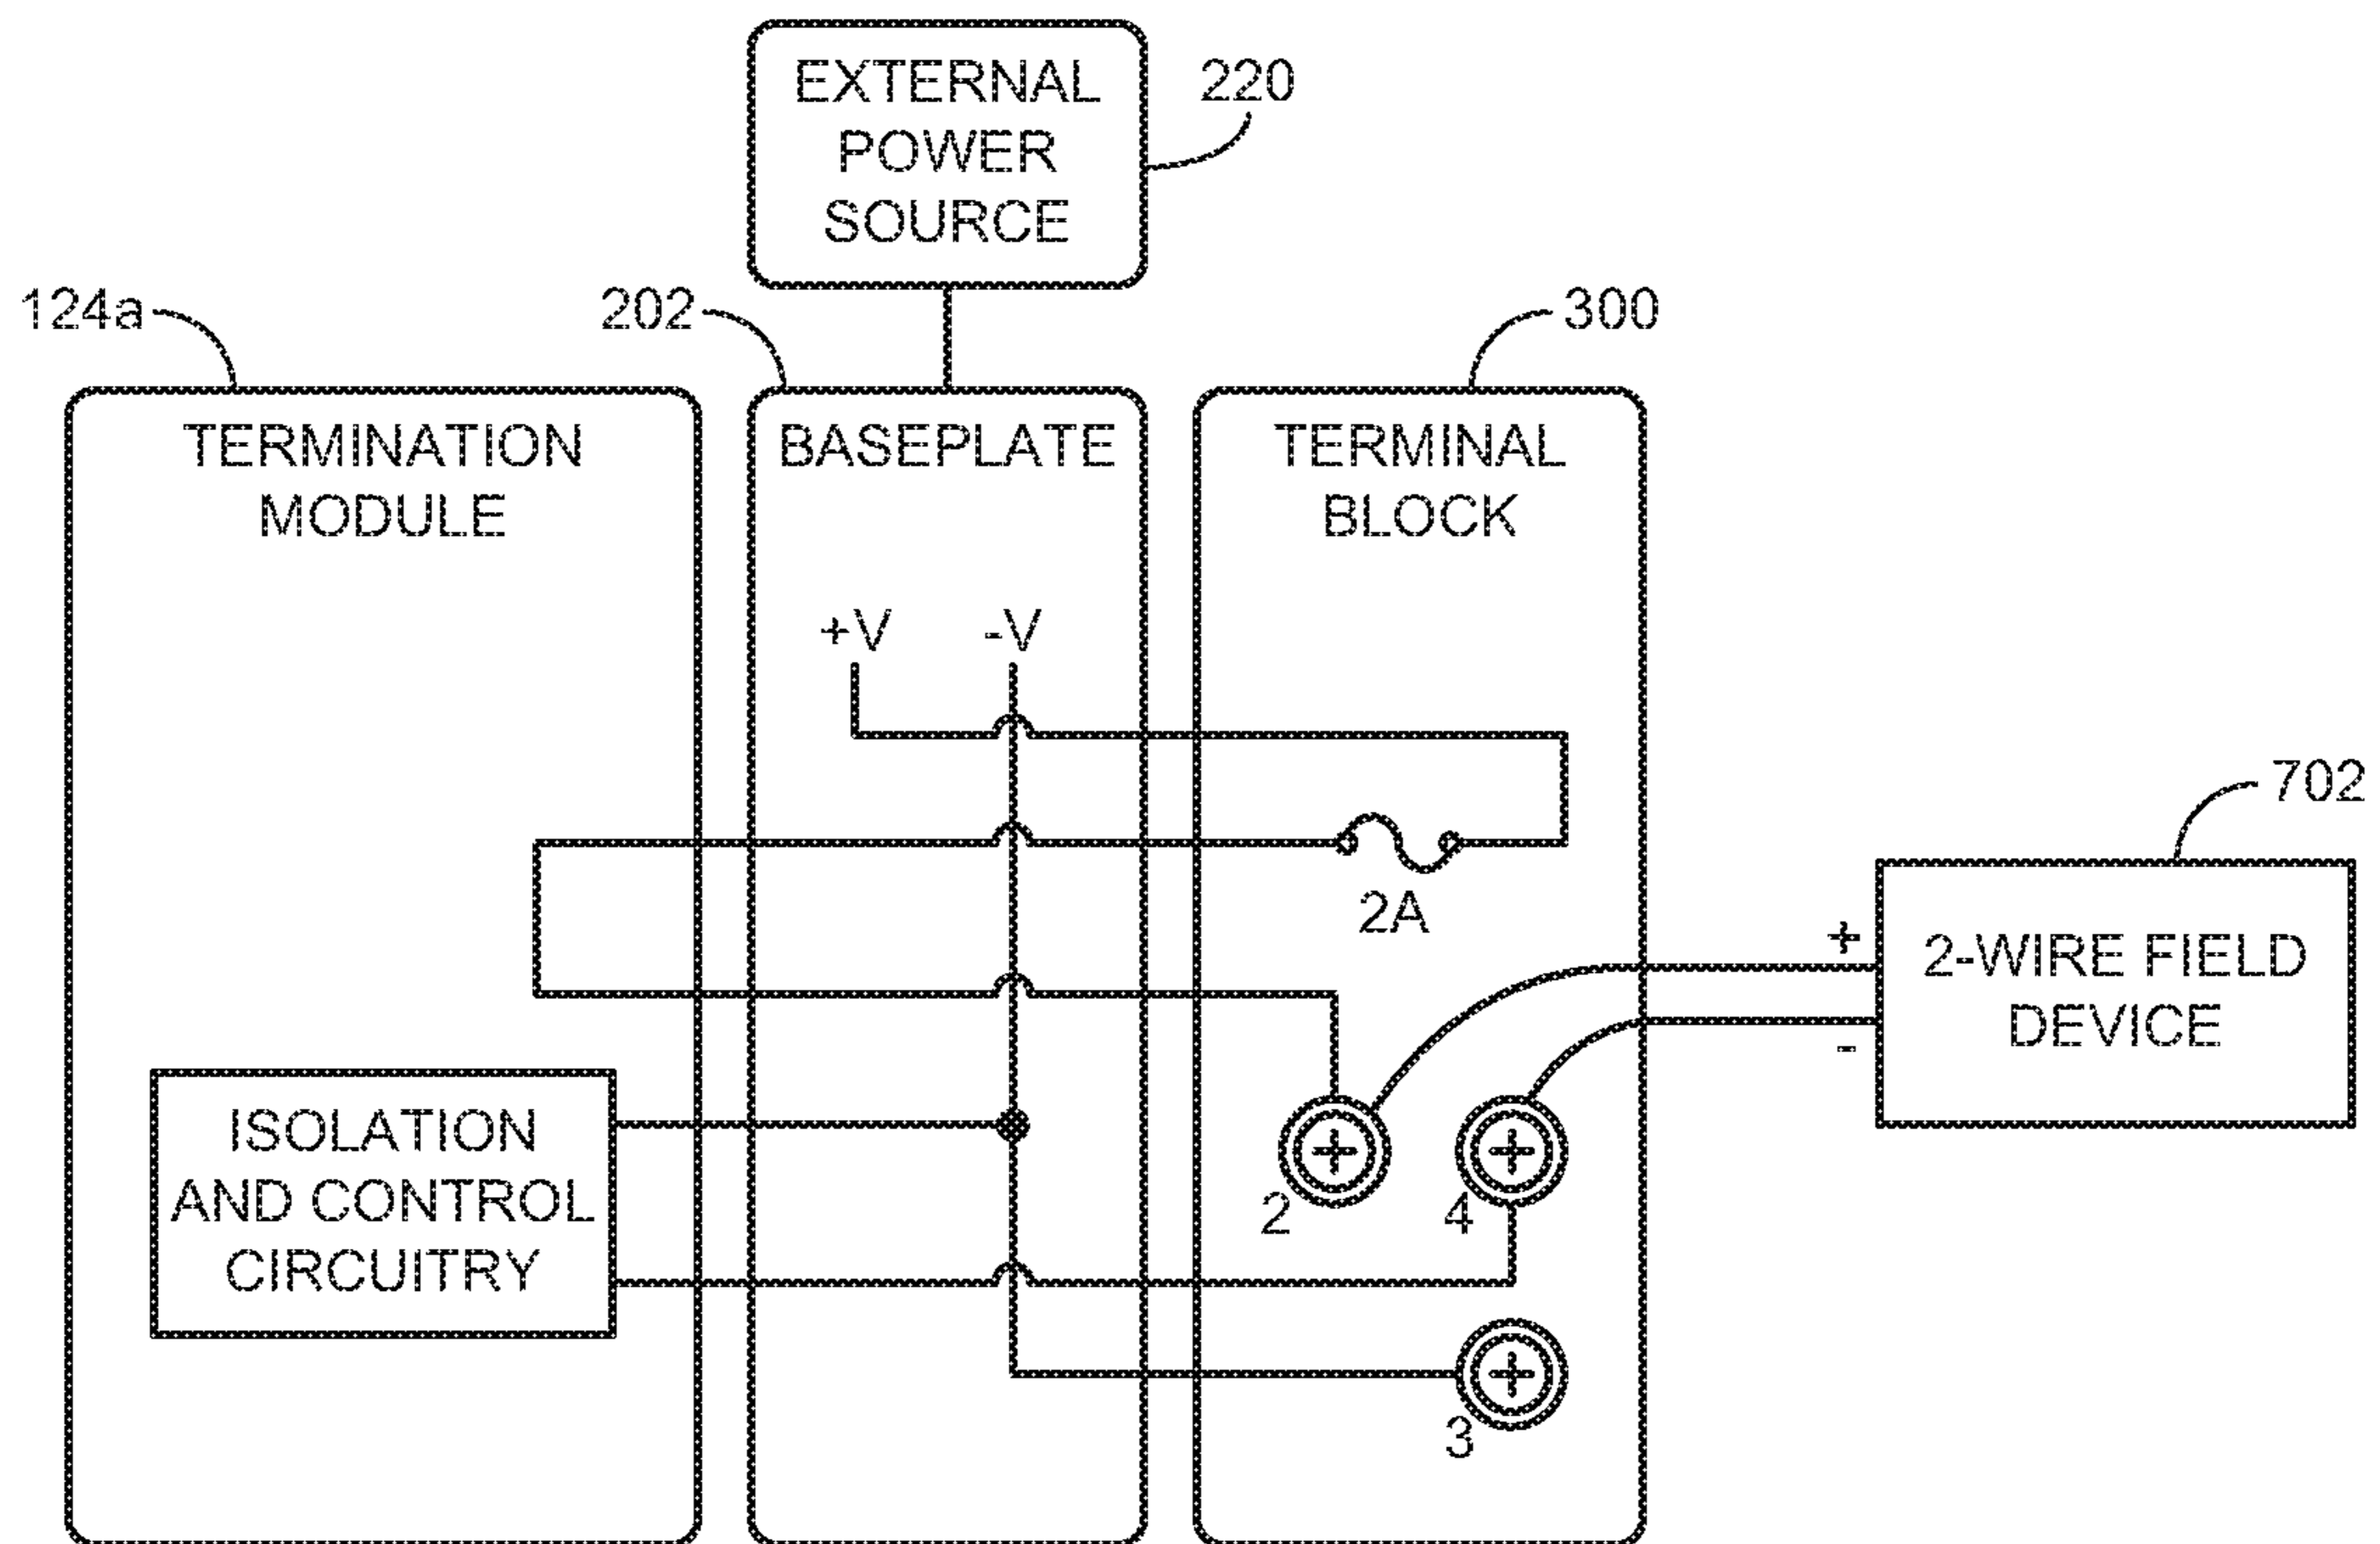 EXTERNAL
POWER
SOURCE
220
124a
202
300
TERMINATION
MODULE
BASEPLATE
TERMINAL
BLOCK
+V
-V
2A
702
+
-
2-WIRE FIELD
DEVICE
ISOLATION
AND CONTROL
CIRCUITRY
2
4
3